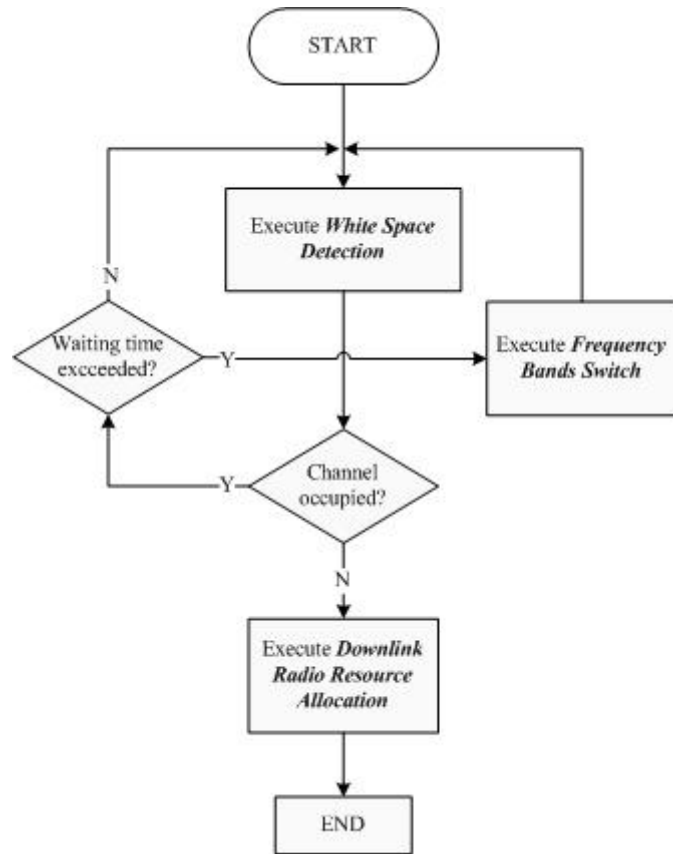 START
Execute White Space
Detection
N
Waiting time
excceeded?
Y
Execute Frequency
Bands Switch
Channel
occupied?
Y
N
Execute Downlink
Radio Resource
Allocation
END